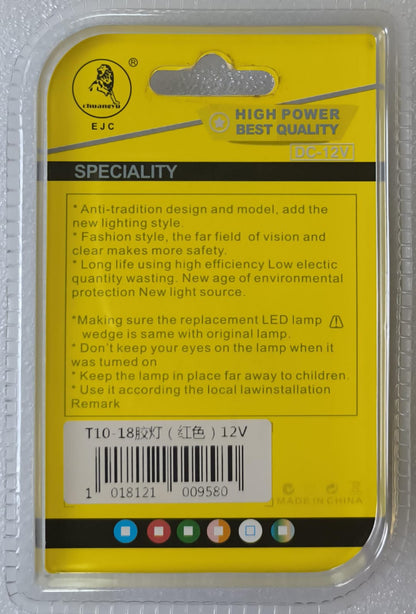 chuangyu
®
EJC
HIGH POWER
BEST QUALITY
DC-12V
SPECIALITY
* Anti-tradition design and model, add the
new lighting style.
* Fashion style, the far field of vision and
clear makes more safety.
* Long life using high efficiency Low electic
quantity wasting. New age of environmental
protection New light source.
*Making sure the replacement LED lamp
wedge is same with original lamp.
* Don't keep your eyes on the lamp when it
was tuned on
* Keep the lamp in place far away to children.
* Use it according the local lawinstallation
Remark
T10-18胶灯(红色)12V
1 018121 009580
MADE IN CHINA